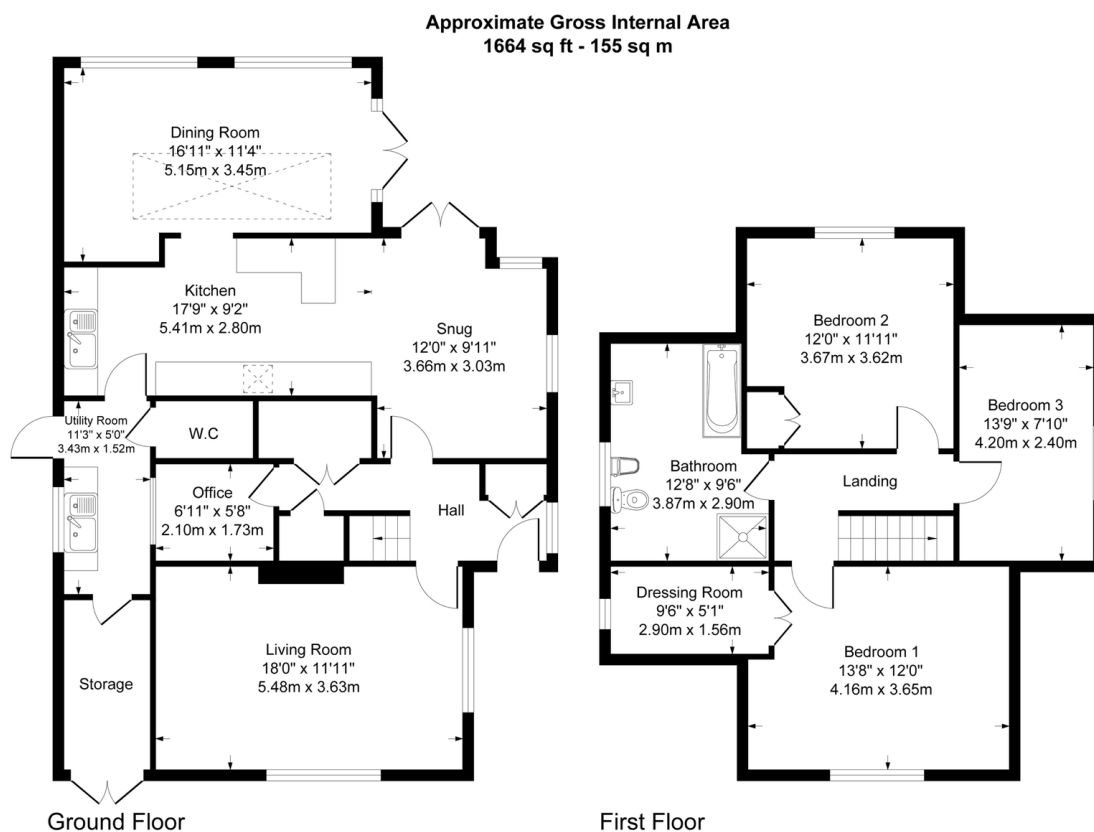 Approximate Gross Internal Area
1664 sq ft - 155 sq m
Dining Room
16'11" x 11'4"
5.15m x 3.45m
Kitchen
17'9" x 9'2"
5.41m x 2.80m
Snug
12'0" x 9'11"
3.66m x 3.03m
Utility Room
11'3" x 5'0"
3.43m x 1.52m
W.C
Office
6'11" x 5'8"
2.10m x 1.73m
Hall
Living Room
18'0" x 11'11"
5.48m x 3.63m
Storage
Ground Floor
Bedroom 2
12'0" x 11'11"
3.67m x 3.62m
Bedroom 3
13'9" x 7'10"
4.20m x 2.40m
Bathroom
12'8" x 9'6"
3.87m x 2.90m
Landing
Dressing Room
9'6" x 5'1"
2.90m x 1.56m
Bedroom 1
13'8" x 12'0"
4.16m x 3.65m
First Floor